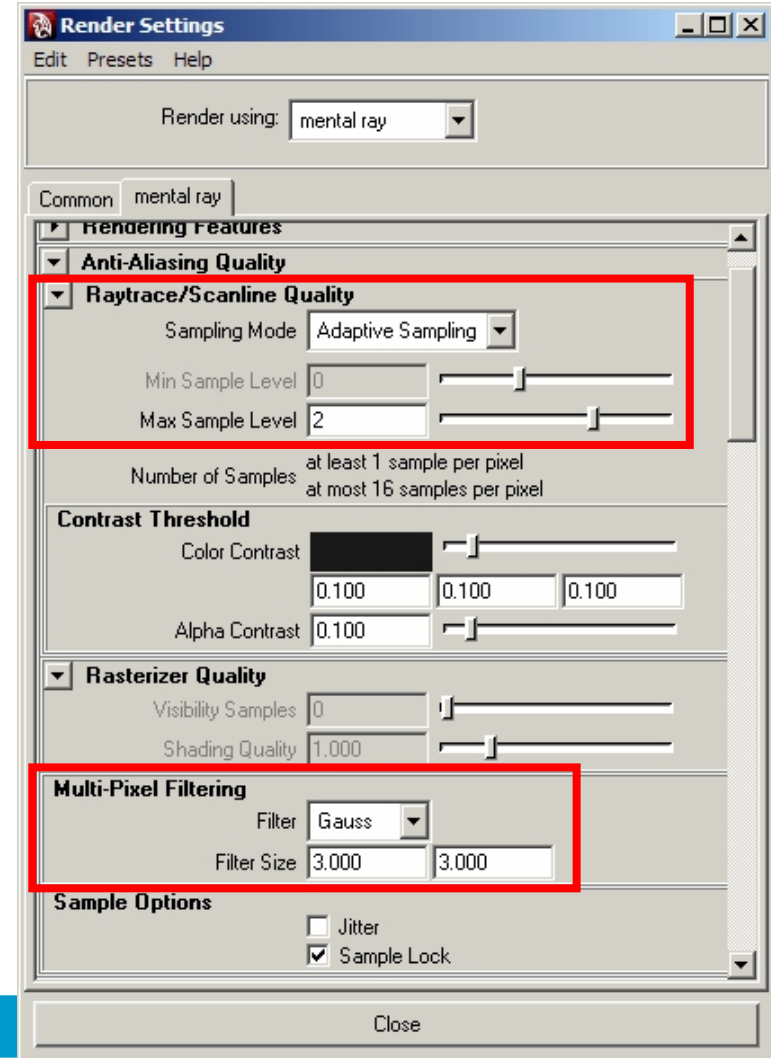 Render Settings
Edit Presets Help
Render using: mental ray
Common mental ray
Rendering Features
Anti-Aliasing Quality
Raytrace/Scanline Quality
Sampling Mode Adaptive Sampling
Min Sample Level 0
Max Sample Level 2
Number of Samples at least 1 sample per pixel
at most 16 samples per pixel
Contrast Threshold
Color Contrast
0.100 0.100 0.100
Alpha Contrast 0.100
Rasterizer Quality
Visibility Samples 0
Shading Quality 1.000
Multi-Pixel Filtering
Filter Gauss
Filter Size 3.000 3.000
Sample Options
Jitter
Sample Lock
Close